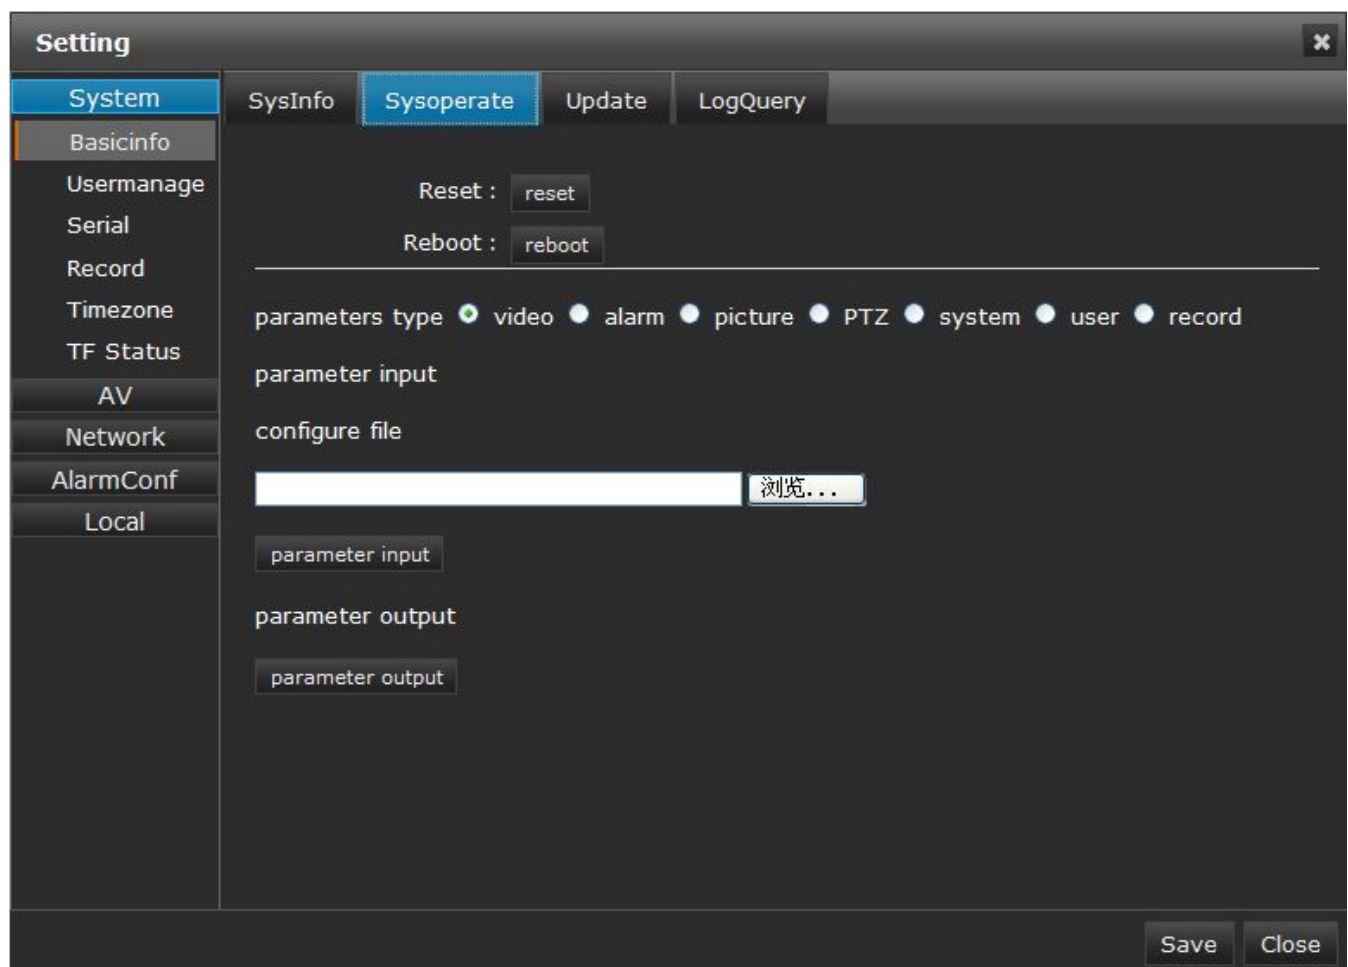 Setting
System
SysInfo Sysoperate Update LogQuery
Basicinfo
Usermanage
Serial
Record
Timezone
TF Status
AV
Network
AlarmConf
Local
Reset : reset
Reboot : reboot
parameters type video alarm picture PTZ system user record
parameter input
configure file
浏览...
parameter input
parameter output
parameter output
Save Close